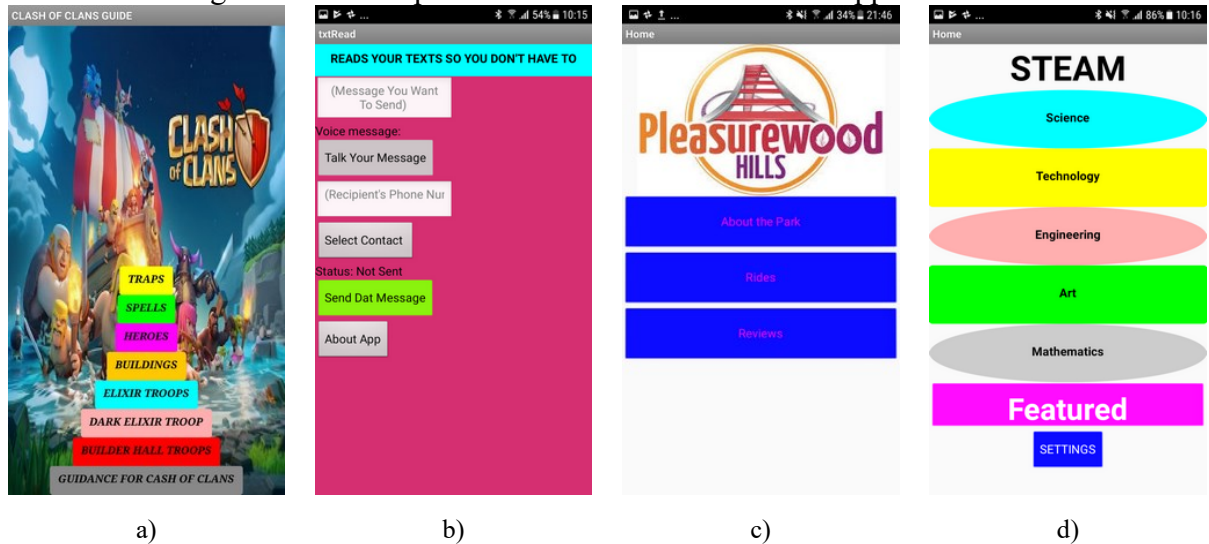 CLASH OF CLANS GUIDE
CLASH
of CLANS
TRAPS
SPELLS
HEROES
BUILDINGS
ELIXIR TROOPS
DARK ELIXIR TROOP
BUILDER HALL TROOPS
GUIDANCE FOR CASH OF CLANS
a)
... 54% 10:15
txtRead
READS YOUR TEXTS SO YOU DON'T HAVE TO
(Message You Want
To Send)
Voice message:
Talk Your Message
(Recipient's Phone Nur
Select Contact
Status: Not Sent
Send Dat Message
About App
b)
... 34% 21:46
Home
Pleasurewood
HILLS
About the Park
Rides
Reviews
c)
... 86% 10:16
Home
STEAM
Science
Technology
Engineering
Art
Mathematics
Featured
SETTINGS
d)